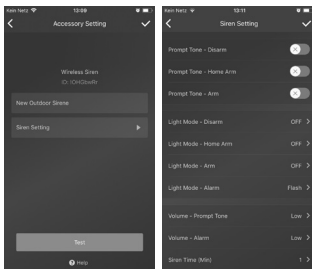 Kein Netz 13:09
Accessory Setting
Wireless Siren
New Outdoor Sirene
Siren Setting
Test
Help
Kein Netz 13:11
Siren Setting
Prompt Tone - Disarm
Prompt Tone - Home Arm
Prompt Tone - Arm
Light Mode - Disarm OFF
Light Mode - Home Arm OFF
Light Mode - Arm OFF
Light Mode - Alarm Flash
Volume - Prompt Tone Low
Volume - Alarm Low
Siren Time (Min) 1